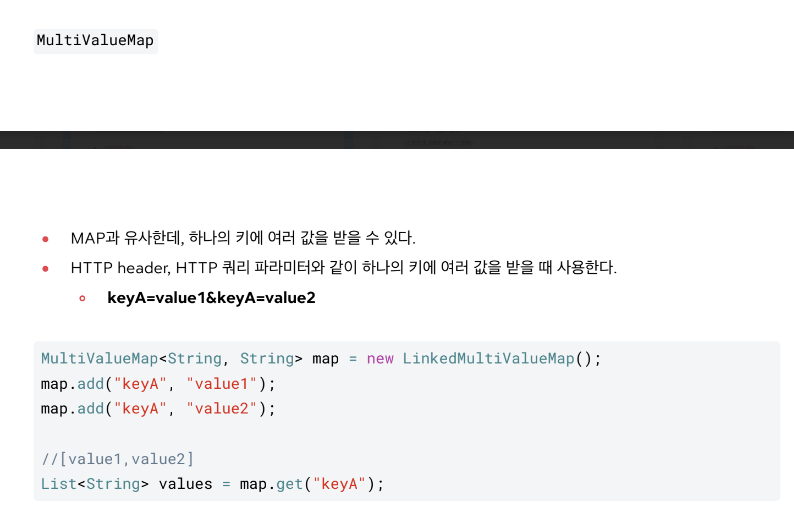 MultiValueMap
MAP과 유사한데, 하나의 키에 여러 값을 받을 수 있다.
HTTP header, HTTP 쿼리 파라미터와 같이 하나의 키에 여러 값을 받을 때 사용한다.
keyA=value1&keyA=value2
MultiValueMap<String, String> map = new LinkedMultiValueMap();
map.add("keyA", "value1");
map.add("keyA", "value2");
//[value1,value2]
List<String> values = map.get("keyA");